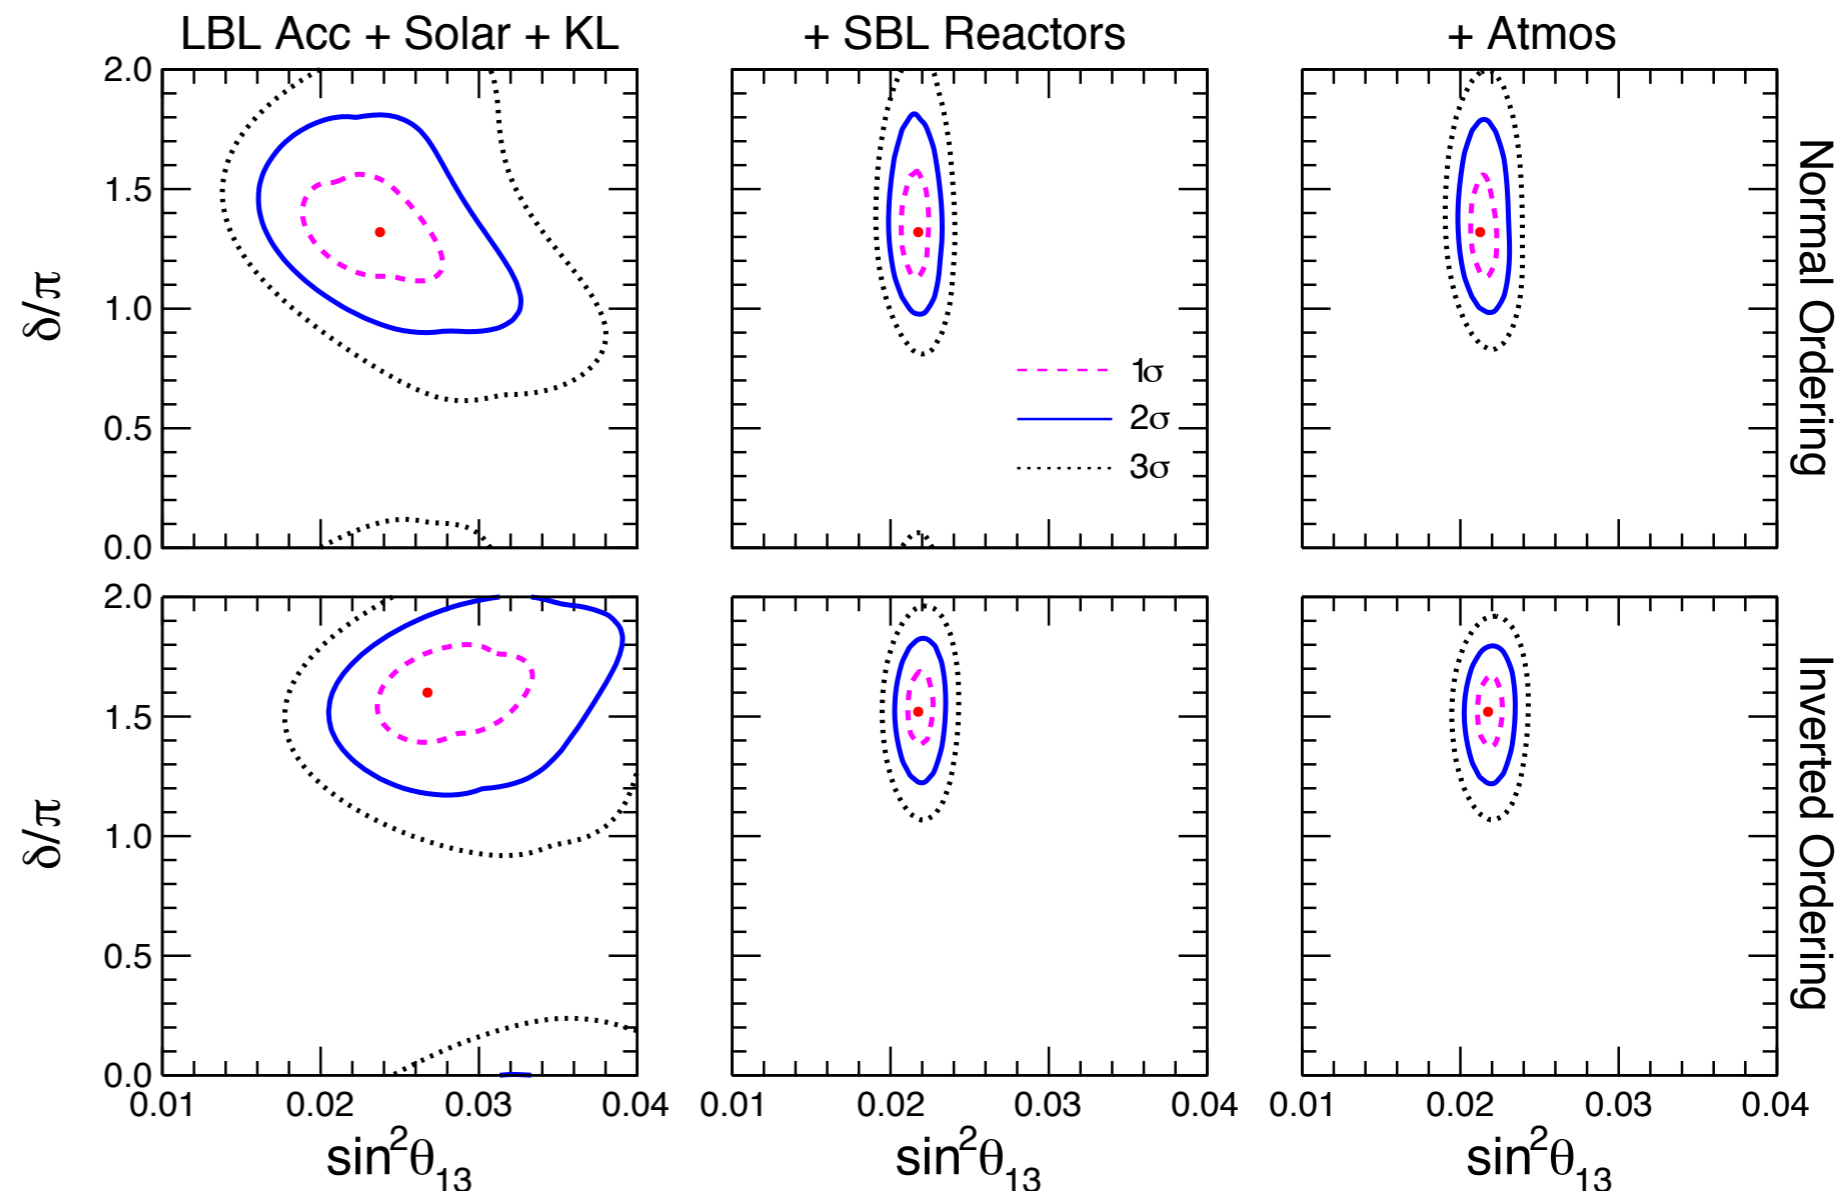 LBL Acc + Solar + KL
+ SBL Reactors
+ Atmos
2.0
1.5
1.0
0.5
0.0
δ/π
1σ
2σ
3σ
Normal Ordering
2.0
1.5
1.0
0.5
0.0
δ/π
Inverted Ordering
0.01 0.02 0.03 0.04
0.01 0.02 0.03 0.04
0.01 0.02 0.03 0.04
sin²θ₁₃
sin²θ₁₃
sin²θ₁₃